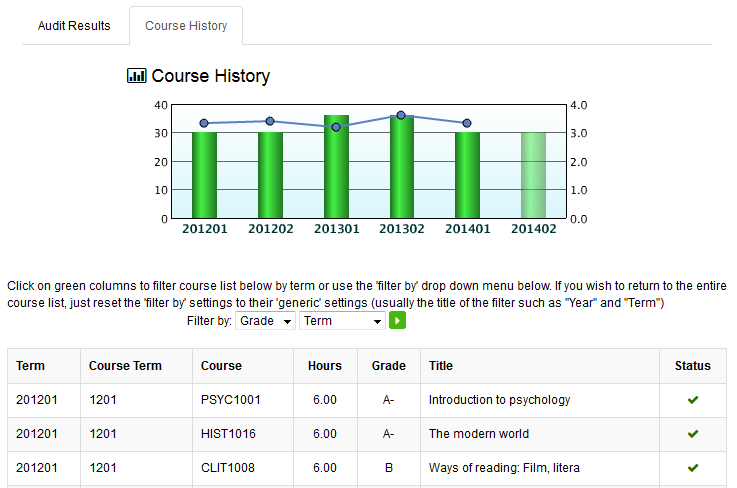 Audit Results Course History
Course History
40 4.0
30 3.0
20 2.0
10 1.0
0 0.0
201201 201202 201301 201302 201401 201402
Click on green columns to filter course list below by term or use the 'filter by' drop down menu below. If you wish to return to the entire
course list, just reset the 'filter by' settings to their 'generic' settings (usually the title of the filter such as "Year" and "Term")
Filter by: Grade Term
Term Course Term Course Hours Grade Title Status
201201 1201 PSYC1001 6.00 A- Introduction to psychology
201201 1201 HIST1016 6.00 A- The modern world
201201 1201 CLIT1008 6.00 B Ways of reading: Film, litera